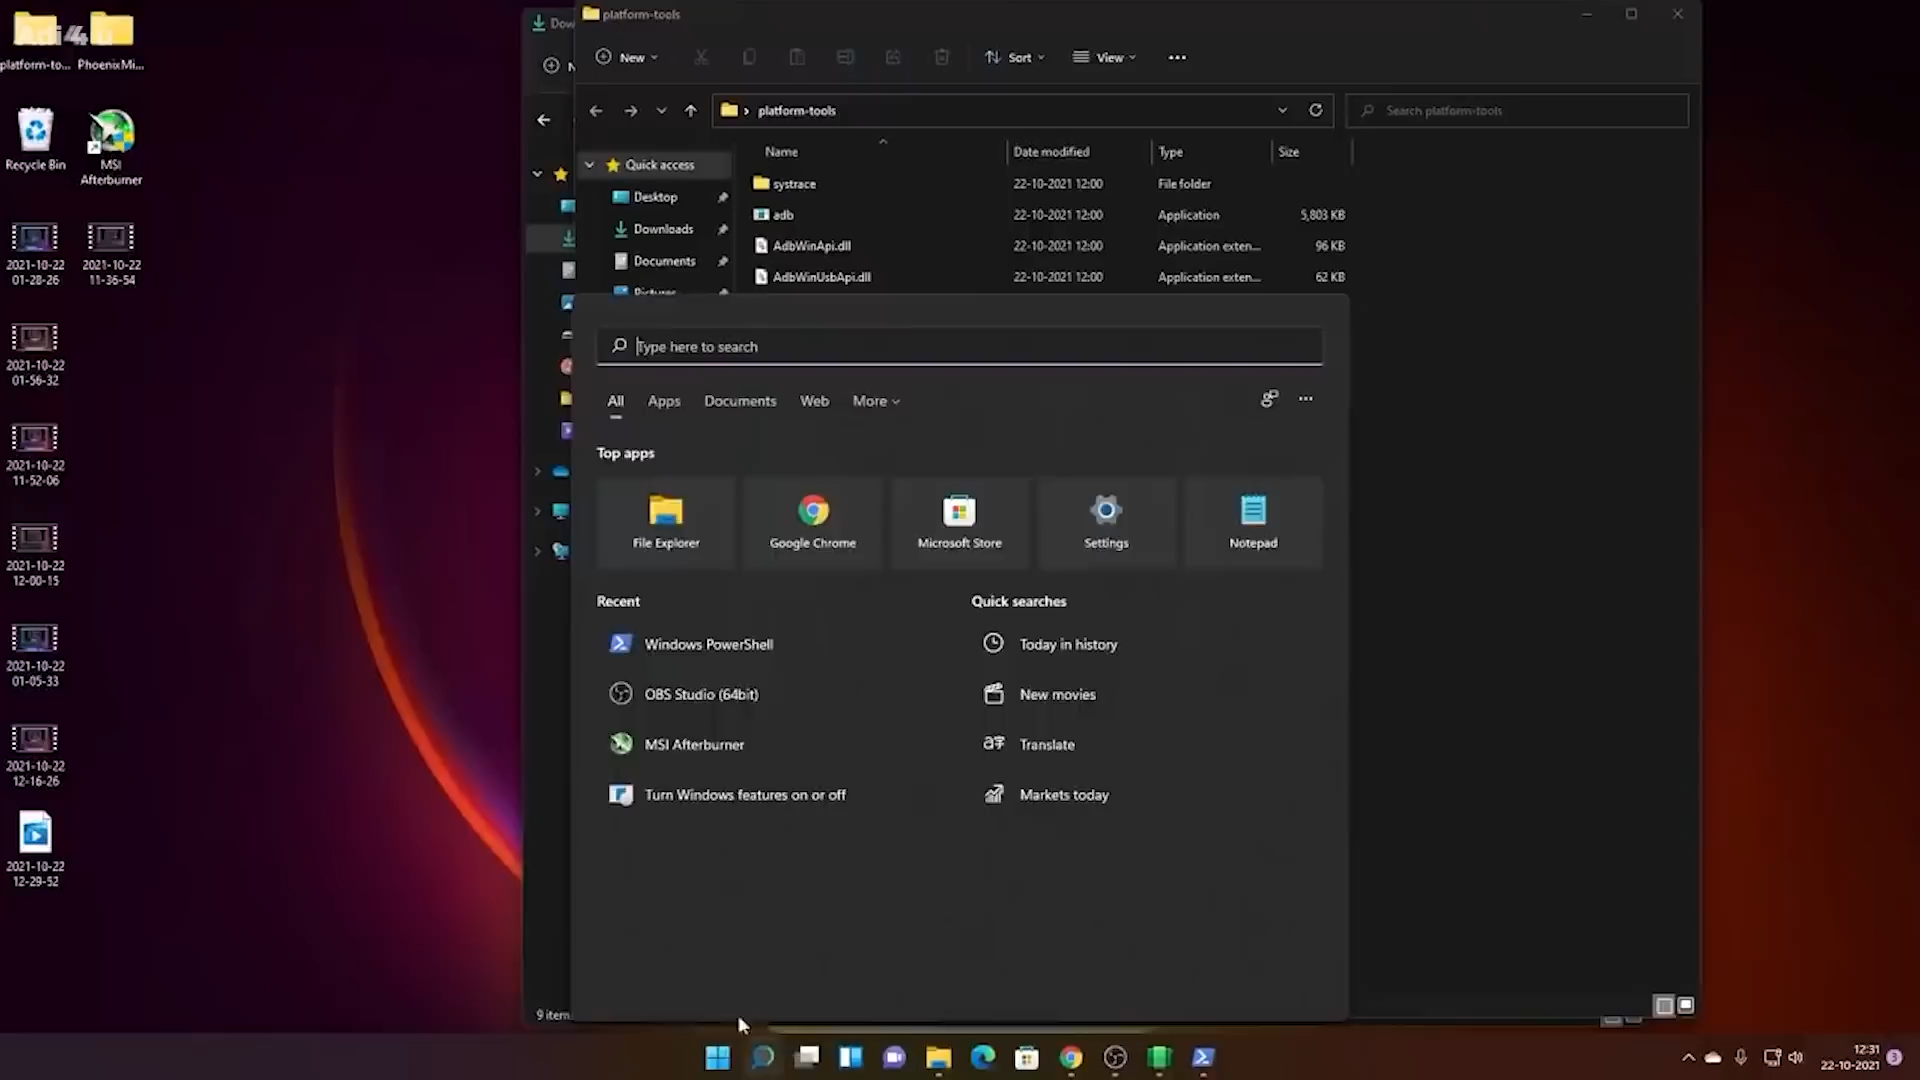 Adi4u
platform-to...
PhoenixMi...
Recycle Bin
MSI
Afterburner
2021-10-22
01-28-26
2021-10-22
11-36-54
2021-10-22
01-56-32
2021-10-22
11-52-06
2021-10-22
12-00-15
2021-10-22
01-05-33
2021-10-22
12-16-26
2021-10-22
12-29-52
Dow
N
9 item
platform-tools
New
Sort
View
platform-tools
Search platform-tools
Name
Date modified
Type
Size
Quick access
Desktop
Downloads
Documents
Pictures
systrace 22-10-2021 12:00 File folder
adb 22-10-2021 12:00 Application 5,803 KB
AdbWinApi.dll 22-10-2021 12:00 Application exten... 96 KB
AdbWinUsbApi.dll 22-10-2021 12:00 Application exten... 62 KB
Type here to search
All Apps Documents Web More
Top apps
File Explorer
Google Chrome
Microsoft Store
Settings
Notepad
Recent
Windows PowerShell
OBS Studio (64bit)
MSI Afterburner
Turn Windows features on or off
Quick searches
Today in history
New movies
Translate
Markets today
12:31
22-10-2021
3